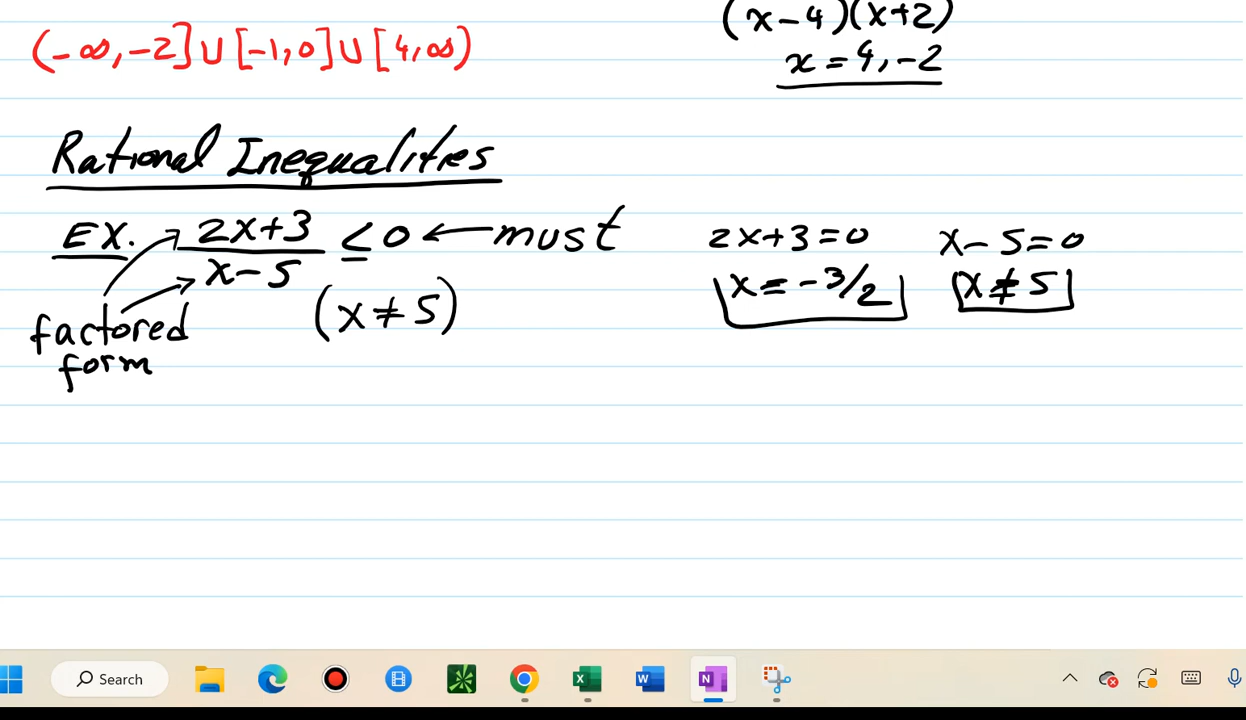 (-∞,-2]∪[-1,0]∪[4,∞)
(x-4)(x+2)
x=4,-2
Rational Inequalities
EX. 2x+3 ≤ 0 ← must
x-5
(x≠5)
factored
form
2x+3=0
x=-3/2
x-5=0
x≠5
Search